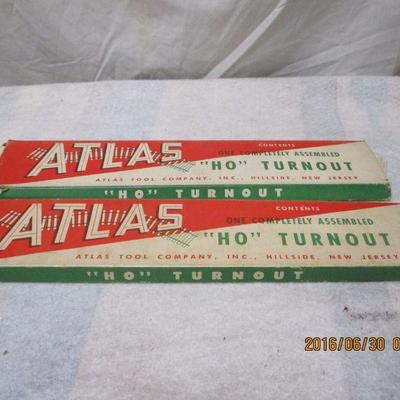 CONTENTS
ATLAS
ONE COMPLETELY ASSEMBLED
"HO" TURNOUT
ATLAS TOOL COMPANY, INC., HILLSIDE, NEW JERSEY
"HO" TURNOUT
CONTENTS
ATLAS
ONE COMPLETELY ASSEMBLED
"HO" TURNOUT
ATLAS TOOL COMPANY, INC., HILLSIDE, NEW JERSEY
"HO" TURNOUT
2016/06/30